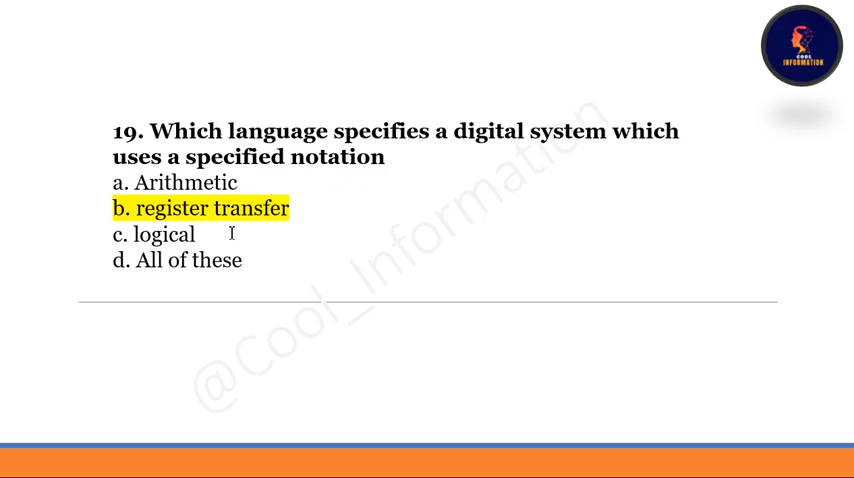 COOL
INFORMATION
19. Which language specifies a digital system which
uses a specified notation
a. Arithmetic
b. register transfer
c. logical
d. All of these
@Cool_Information